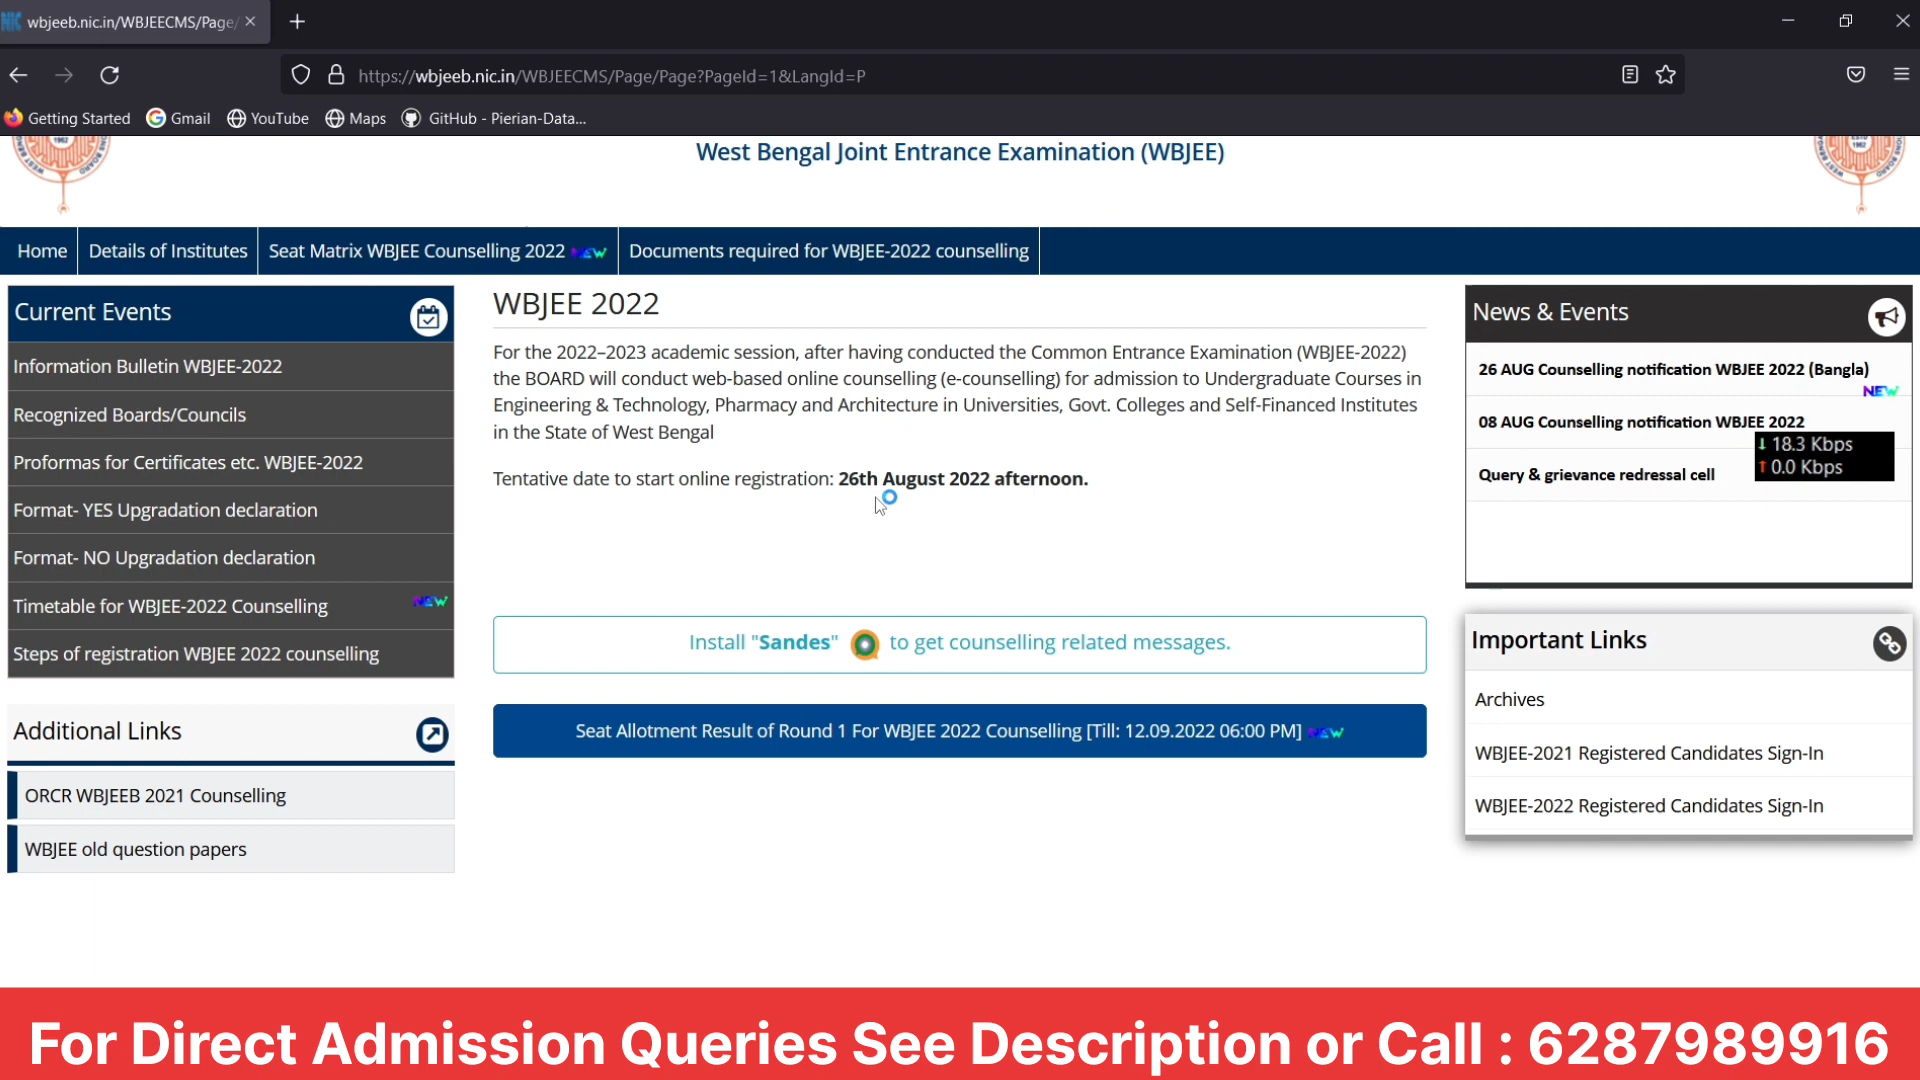 wbjeeb.nic.in/WBJEECMS/Page/
https://wbjeeb.nic.in/WBJEECMS/Page/Page?PageId=1&LangId=P
Getting Started
Gmail
YouTube
Maps
GitHub - Pierian-Data...
1962
West Bengal Joint Entrance Examination (WBJEE)
1962
Home
Details of Institutes
Seat Matrix WBJEE Counselling 2022 NEW
Documents required for WBJEE-2022 counselling
Current Events
Information Bulletin WBJEE-2022
Recognized Boards/Councils
Proformas for Certificates etc. WBJEE-2022
Format- YES Upgradation declaration
Format- NO Upgradation declaration
Timetable for WBJEE-2022 Counselling NEW
Steps of registration WBJEE 2022 counselling
Additional Links
ORCR WBJEEB 2021 Counselling
WBJEE old question papers
WBJEE 2022
For the 2022–2023 academic session, after having conducted the Common Entrance Examination (WBJEE-2022)
the BOARD will conduct web-based online counselling (e-counselling) for admission to Undergraduate Courses in
Engineering & Technology, Pharmacy and Architecture in Universities, Govt. Colleges and Self-Financed Institutes
in the State of West Bengal
Tentative date to start online registration: 26th August 2022 afternoon.
Install "Sandes" to get counselling related messages.
Seat Allotment Result of Round 1 For WBJEE 2022 Counselling [Till: 12.09.2022 06:00 PM] NEW
News & Events
26 AUG Counselling notification WBJEE 2022 (Bangla)
NEW
08 AUG Counselling notification WBJEE 2022
↓ 18.3 Kbps
↑ 0.0 Kbps
Query & grievance redressal cell
Important Links
Archives
WBJEE-2021 Registered Candidates Sign-In
WBJEE-2022 Registered Candidates Sign-In
For Direct Admission Queries See Description or Call : 6287989916